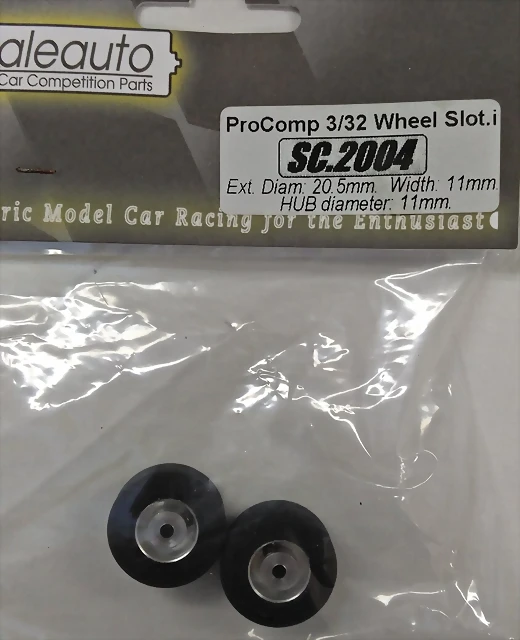 aleauto
Car Competition Parts
ProComp 3/32 Wheel Slot.i
SC.2004
Ext. Diam: 20.5mm. Width: 11mm.
HUB diameter: 11mm.
ric Model Car Racing for the Enthusiast